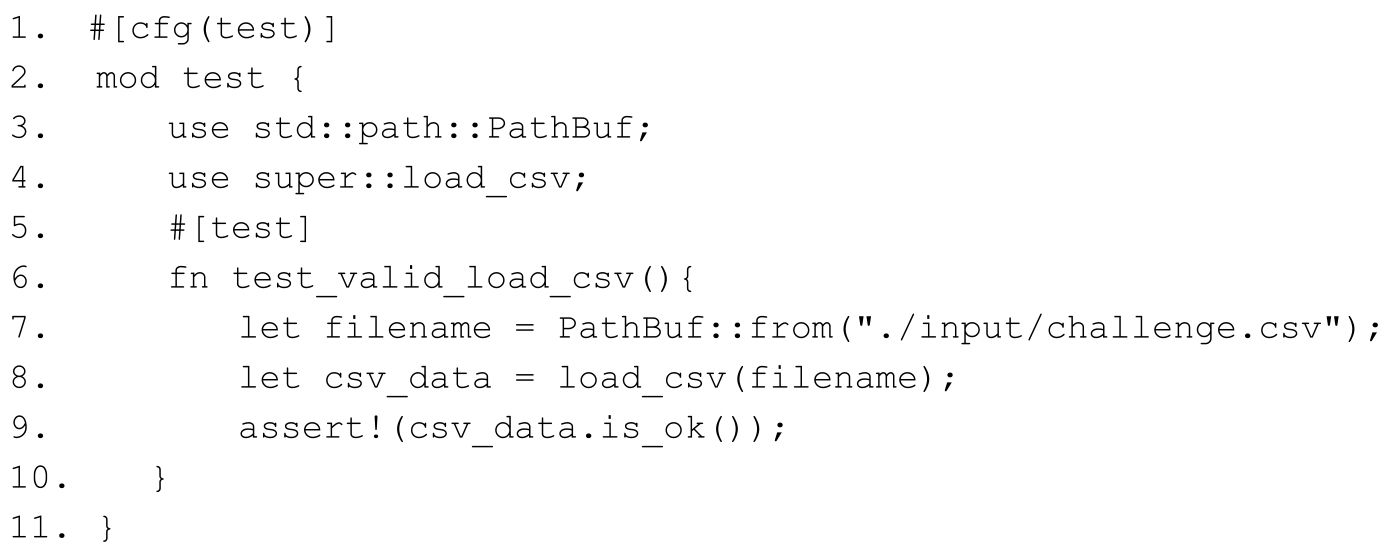 1. #[cfg(test)]
2. mod test {
3. use std::path::PathBuf;
4. use super::load_csv;
5. #[test]
6. fn test_valid_load_csv(){
7. let filename = PathBuf::from("./input/challenge.csv");
8. let csv_data = load_csv(filename);
9. assert!(csv_data.is_ok());
10. }
11. }